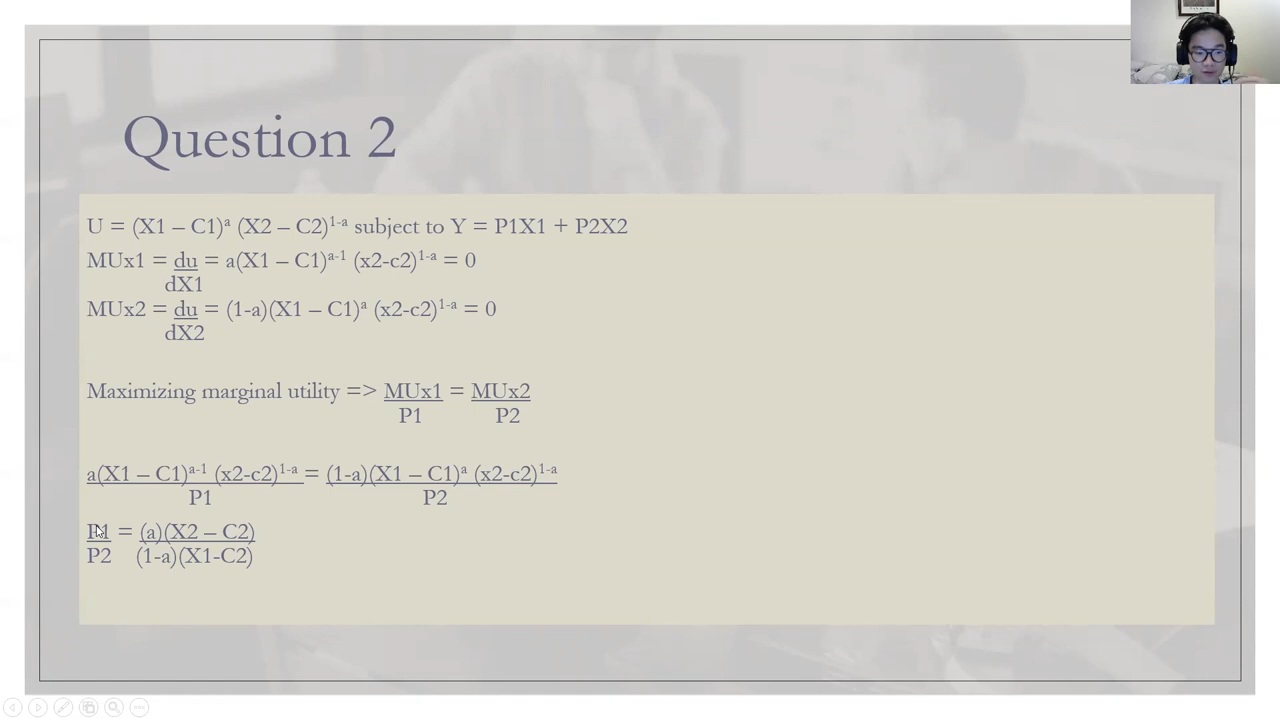 Question 2
U = (X1 – C1)ᵃ (X2 – C2)¹⁻ᵃ subject to Y = P1X1 + P2X2
MUx1 = du = a(X1 – C1)ᵃ⁻¹ (x2-c2)¹⁻ᵃ = 0
dX1
MUx2 = du = (1-a)(X1 – C1)ᵃ (x2-c2)¹⁻ᵃ = 0
dX2
Maximizing marginal utility => MUx1 = MUx2
P1 P2
a(X1 – C1)ᵃ⁻¹ (x2-c2)¹⁻ᵃ = (1-a)(X1 – C1)ᵃ (x2-c2)¹⁻ᵃ
P1 P2
P1 = (a)(X2 – C2)
P2 (1-a)(X1-C2)